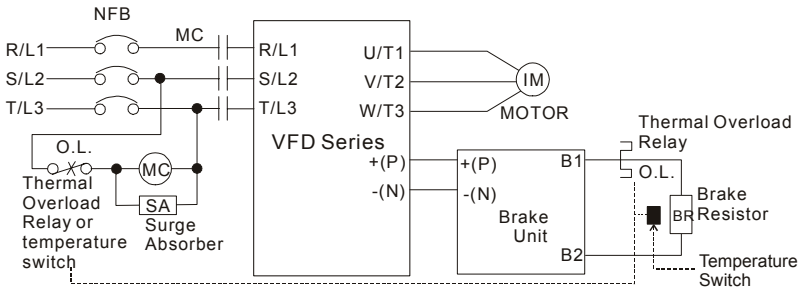 NFB
MC
R/L1
S/L2
T/L3
R/L1
S/L2
T/L3
VFD Series
U/T1
V/T2
W/T3
IM
MOTOR
+(P)
-(N)
+(P)
-(N)
B1
B2
Brake
Unit
Thermal Overload
Relay
O.L.
BR
Brake
Resistor
Temperature
Switch
O.L.
MC
SA
Surge
Absorber
Thermal
Overload
Relay or
temperature
switch